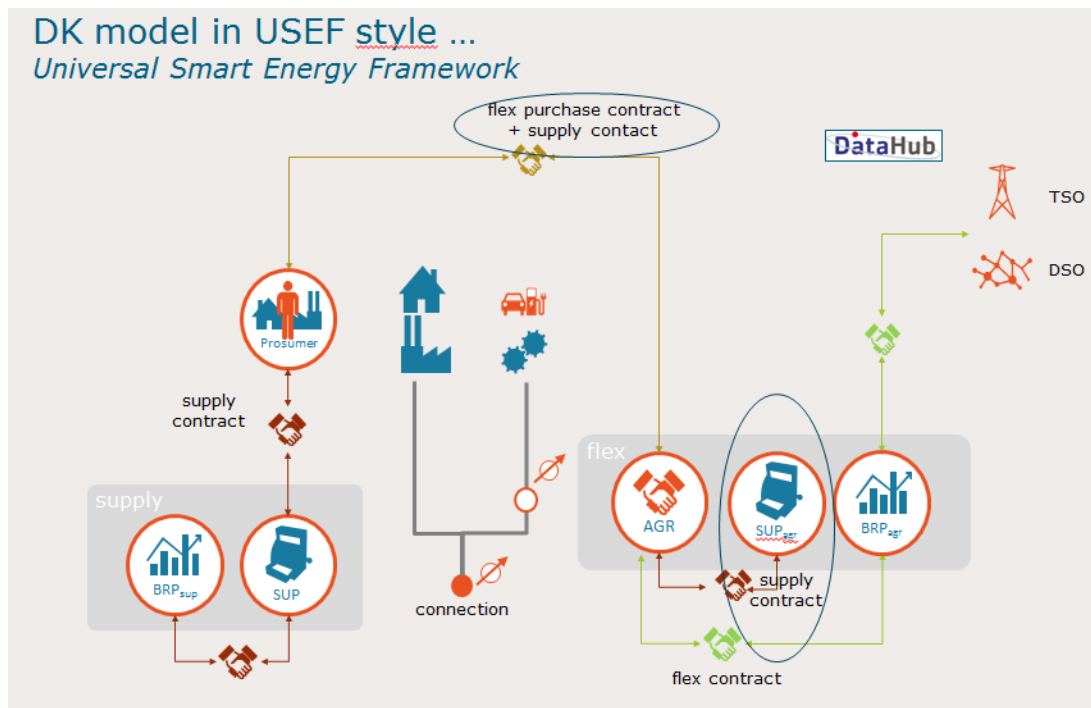 DK model in USEF style ...
Universal Smart Energy Framework
flex purchase contract
+ supply contact
DataHub
TSO
DSO
Prosumer
supply
contract
flex
supply
AGR
SUPagr
BRPagr
BRPsup
SUP
connection
supply
contract
flex contract